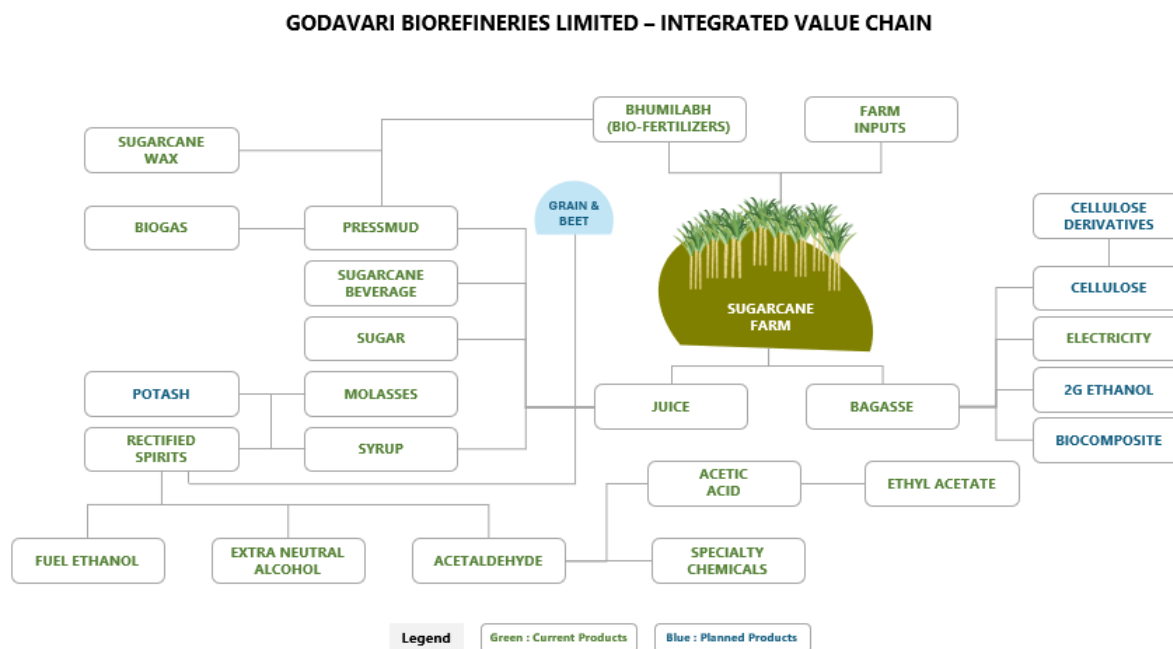 GODAVARI BIOREFINERIES LIMITED – INTEGRATED VALUE CHAIN
BHUMILABH
(BIO-FERTILIZERS)
FARM
INPUTS
SUGARCANE
WAX
GRAIN &
BEET
CELLULOSE
DERIVATIVES
BIOGAS
PRESSMUD
SUGARCANE
BEVERAGE
CELLULOSE
SUGARCANE
FARM
SUGAR
ELECTRICITY
POTASH
MOLASSES
JUICE
BAGASSE
2G ETHANOL
RECTIFIED
SPIRITS
SYRUP
BIOCOMPOSITE
ACETIC
ACID
ETHYL ACETATE
FUEL ETHANOL
EXTRA NEUTRAL
ALCOHOL
ACETALDEHYDE
SPECIALTY
CHEMICALS
Legend
Green : Current Products
Blue : Planned Products